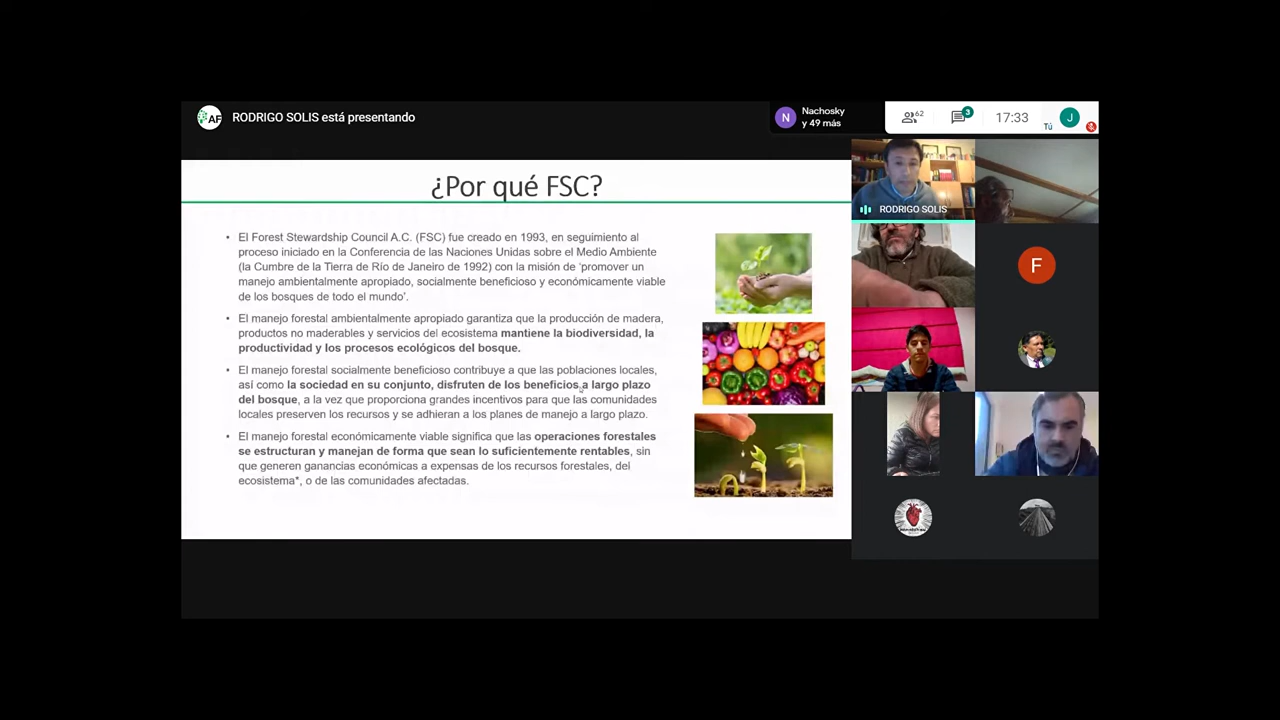 AF
RODRIGO SOLIS está presentando
N
Nachosky
y 49 más
62
3
17:33
Tú
J
¿Por qué FSC?
RODRIGO SOLIS
F
• El Forest Stewardship Council A.C. (FSC) fue creado en 1993, en seguimiento al
proceso iniciado en la Conferencia de las Naciones Unidas sobre el Medio Ambiente
(la Cumbre de la Tierra de Río de Janeiro de 1992) con la misión de 'promover un
manejo ambientalmente apropiado, socialmente beneficioso y económicamente viable
de los bosques de todo el mundo'.
• El manejo forestal ambientalmente apropiado garantiza que la producción de madera,
productos no maderables y servicios del ecosistema mantiene la biodiversidad, la
productividad y los procesos ecológicos del bosque.
• El manejo forestal socialmente beneficioso contribuye a que las poblaciones locales,
así como la sociedad en su conjunto, disfruten de los beneficios a largo plazo
del bosque, a la vez que proporciona grandes incentivos para que las comunidades
locales preserven los recursos y se adhieran a los planes de manejo a largo plazo.
• El manejo forestal económicamente viable significa que las operaciones forestales
se estructuran y manejan de forma que sean lo suficientemente rentables, sin
que generen ganancias económicas a expensas de los recursos forestales, del
ecosistema*, o de las comunidades afectadas.